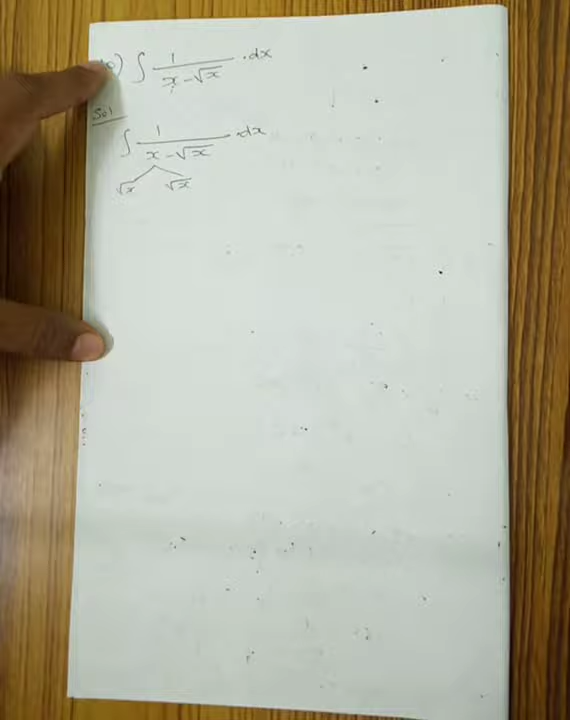 ) ∫ 1/(x - √x) .dx
Sol
∫ 1/(x - √x) .dx
√x √x